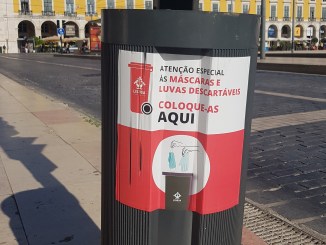 ATENÇÃO ESPECIAL
ÀS MÁSCARAS E
LUVAS DESCARTÁVEIS
COLOQUE-AS
AQUI